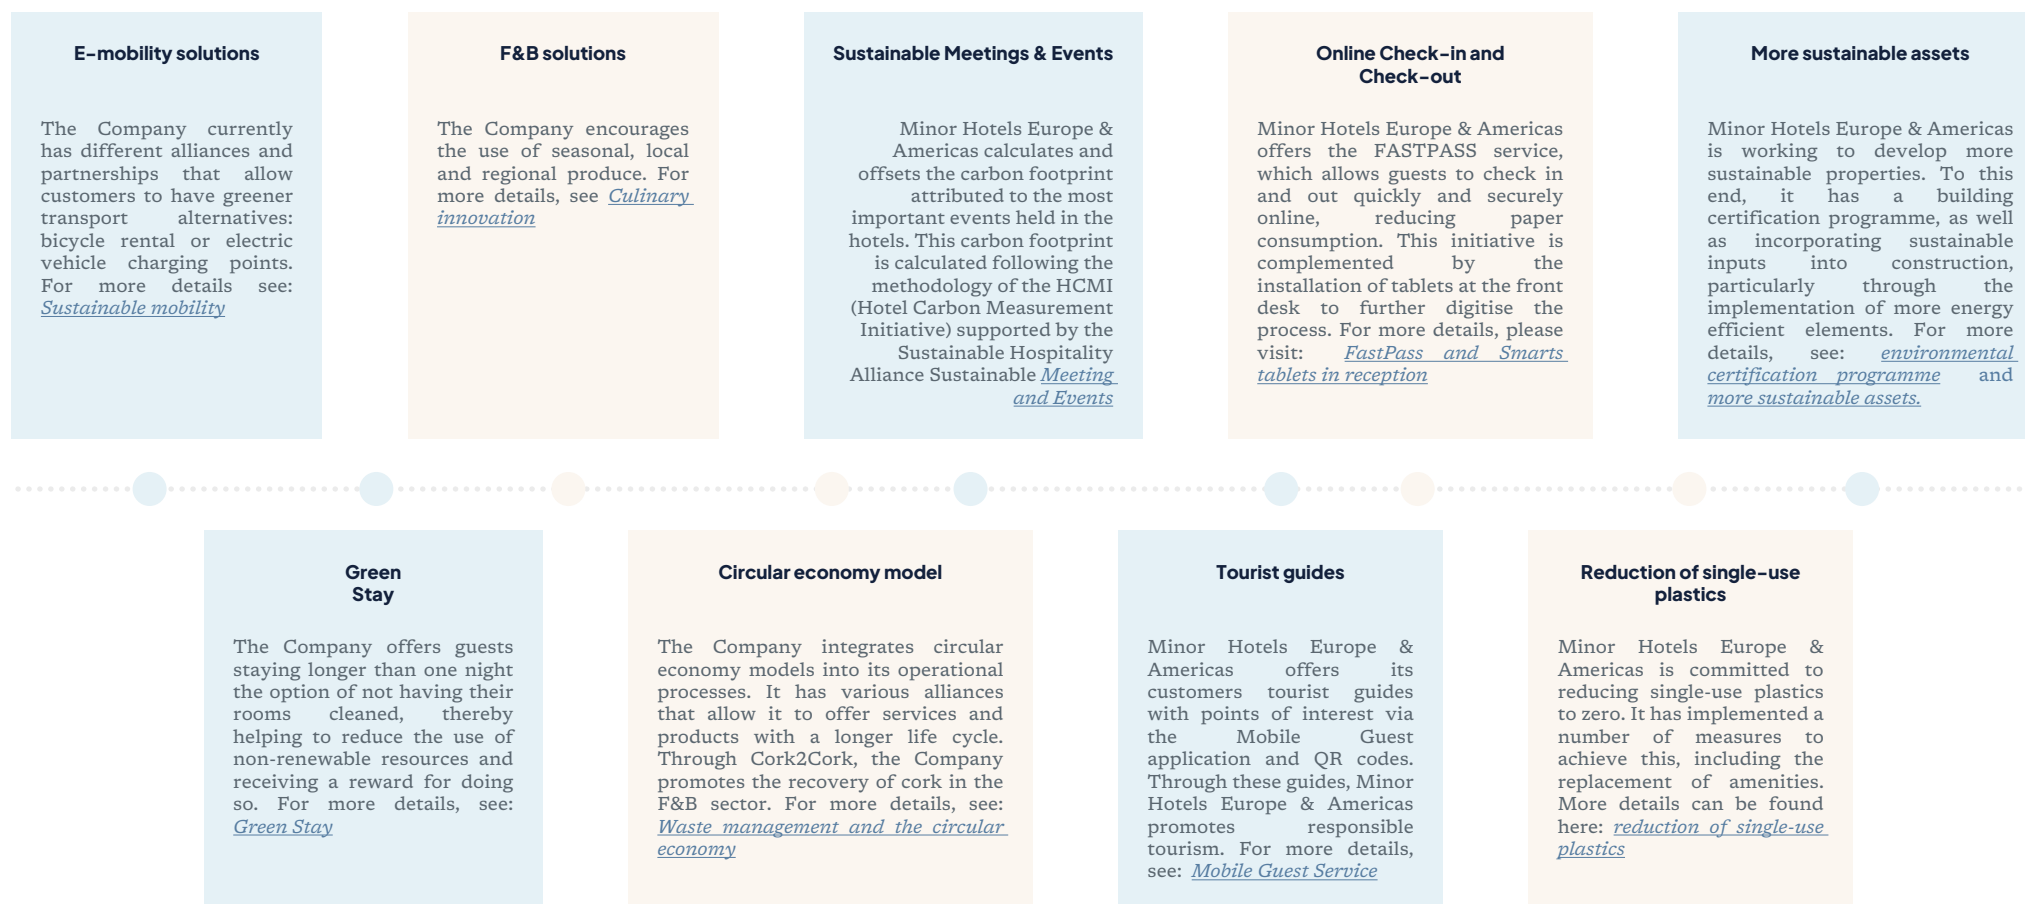 E-mobility solutions
The Company currently
has different alliances and
partnerships that allow
customers to have greener
transport alternatives:
bicycle rental or electric
vehicle charging points.
For more details see:
Sustainable mobility
F&B solutions
The Company encourages
the use of seasonal, local
and regional produce. For
more details, see Culinary
innovation
Sustainable Meetings & Events
Minor Hotels Europe &
Americas calculates and
offsets the carbon footprint
attributed to the most
important events held in the
hotels. This carbon footprint
is calculated following the
methodology of the HCMI
(Hotel Carbon Measurement
Initiative) supported by the
Sustainable Hospitality
Alliance Sustainable Meeting
and Events
Online Check-in and
Check-out
Minor Hotels Europe & Americas
offers the FASTPASS service,
which allows guests to check in
and out quickly and securely
online, reducing paper
consumption. This initiative is
complemented by the
installation of tablets at the front
desk to further digitise the
process. For more details, please
visit: FastPass and Smarts
tablets in reception
More sustainable assets
Minor Hotels Europe & Americas
is working to develop more
sustainable properties. To this
end, it has a building
certification programme, as well
as incorporating sustainable
inputs into construction,
particularly through the
implementation of more energy
efficient elements. For more
details, see: environmental
certification programme and
more sustainable assets.
Green
Stay
The Company offers guests
staying longer than one night
the option of not having their
rooms cleaned, thereby
helping to reduce the use of
non-renewable resources and
receiving a reward for doing
so. For more details, see:
Green Stay
Circular economy model
The Company integrates circular
economy models into its operational
processes. It has various alliances
that allow it to offer services and
products with a longer life cycle.
Through Cork2Cork, the Company
promotes the recovery of cork in the
F&B sector. For more details, see:
Waste management and the circular
economy
Tourist guides
Minor Hotels Europe &
Americas offers its
customers tourist guides
with points of interest via
the Mobile Guest
application and QR codes.
Through these guides, Minor
Hotels Europe & Americas
promotes responsible
tourism. For more details,
see: Mobile Guest Service
Reduction of single-use
plastics
Minor Hotels Europe &
Americas is committed to
reducing single-use plastics
to zero. It has implemented a
number of measures to
achieve this, including the
replacement of amenities.
More details can be found
here: reduction of single-use
plastics